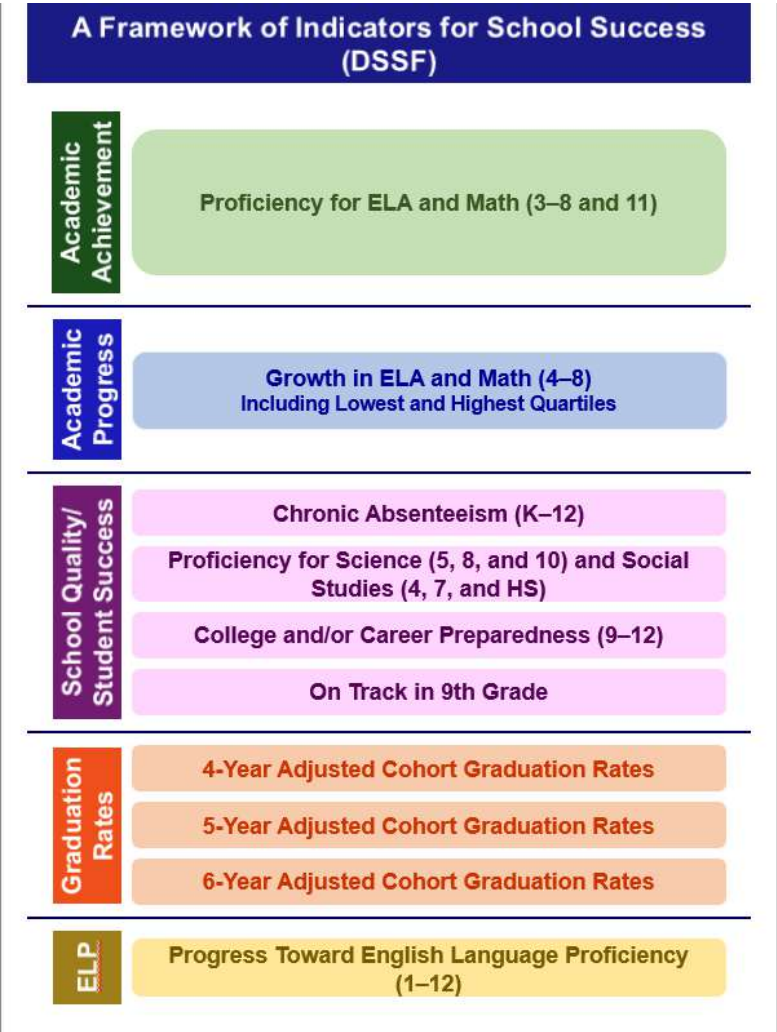 A Framework of Indicators for School Success
(DSSF)
Academic
Achievement
Proficiency for ELA and Math (3–8 and 11)
Academic
Progress
Growth in ELA and Math (4–8)
Including Lowest and Highest Quartiles
School Quality/
Student Success
Chronic Absenteeism (K–12)
Proficiency for Science (5, 8, and 10) and Social
Studies (4, 7, and HS)
College and/or Career Preparedness (9–12)
On Track in 9th Grade
Graduation
Rates
4-Year Adjusted Cohort Graduation Rates
5-Year Adjusted Cohort Graduation Rates
6-Year Adjusted Cohort Graduation Rates
ELP
Progress Toward English Language Proficiency
(1–12)